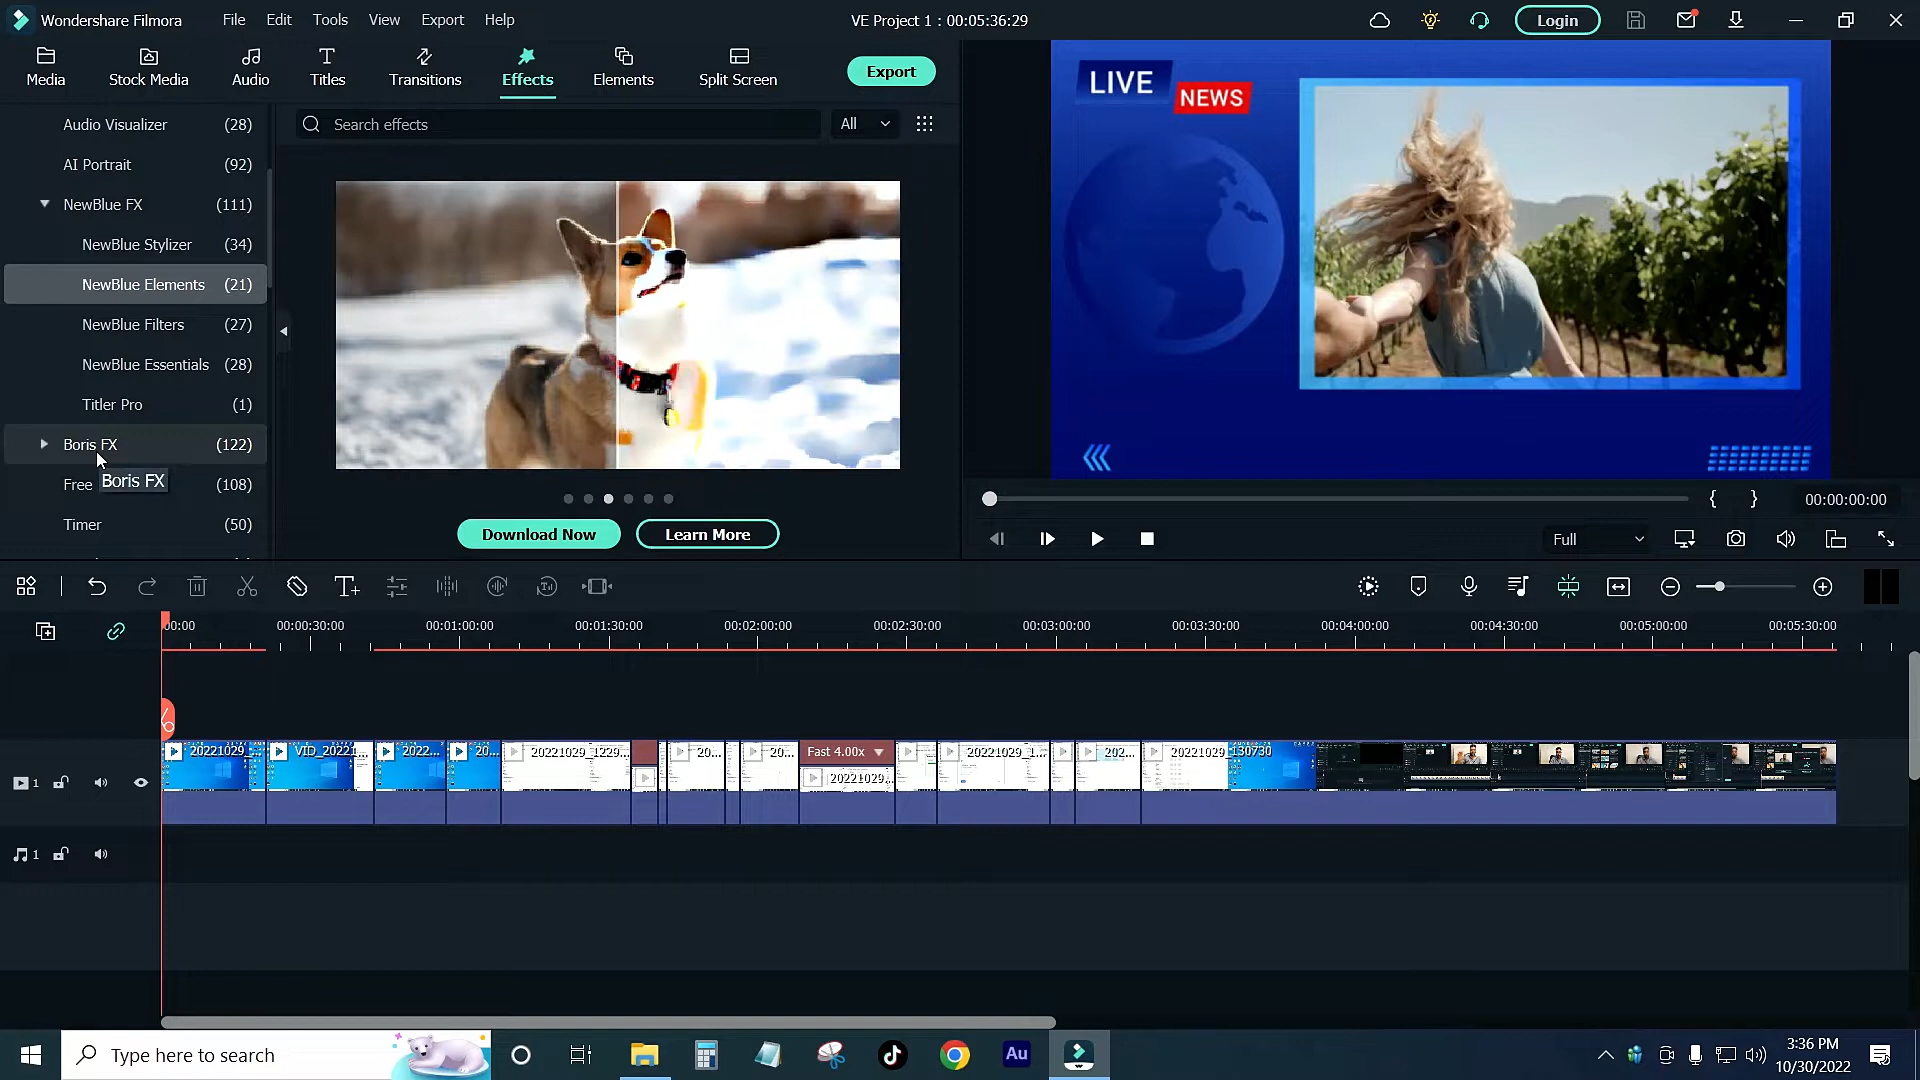 Wondershare Filmora
File Edit Tools View Export Help
VE Project 1 : 00:05:36:29
Login
Media Stock Media Audio Titles Transitions Effects Elements Split Screen
Export
Audio Visualizer (28)
AI Portrait (92)
NewBlue FX (111)
NewBlue Stylizer (34)
NewBlue Elements (21)
NewBlue Filters (27)
NewBlue Essentials (28)
Titler Pro (1)
Boris FX (122)
Free (108)
Boris FX
Timer (50)
Search effects
All
Download Now
Learn More
LIVE
NEWS
{ } 00:00:00:00
Full
00:00 00:00:30:00 00:01:00:00 00:01:30:00 00:02:00:00 00:02:30:00 00:03:00:00 00:03:30:00 00:04:00:00 00:04:30:00 00:05:00:00 00:05:30:00
20221029_... VID_20221... 2022... 20... 20221029_1229... 20... 20... Fast 4.00x 20221029_1... 202... 20221029_130730
20221029...
1
1
Type here to search
Au
3:36 PM
10/30/2022